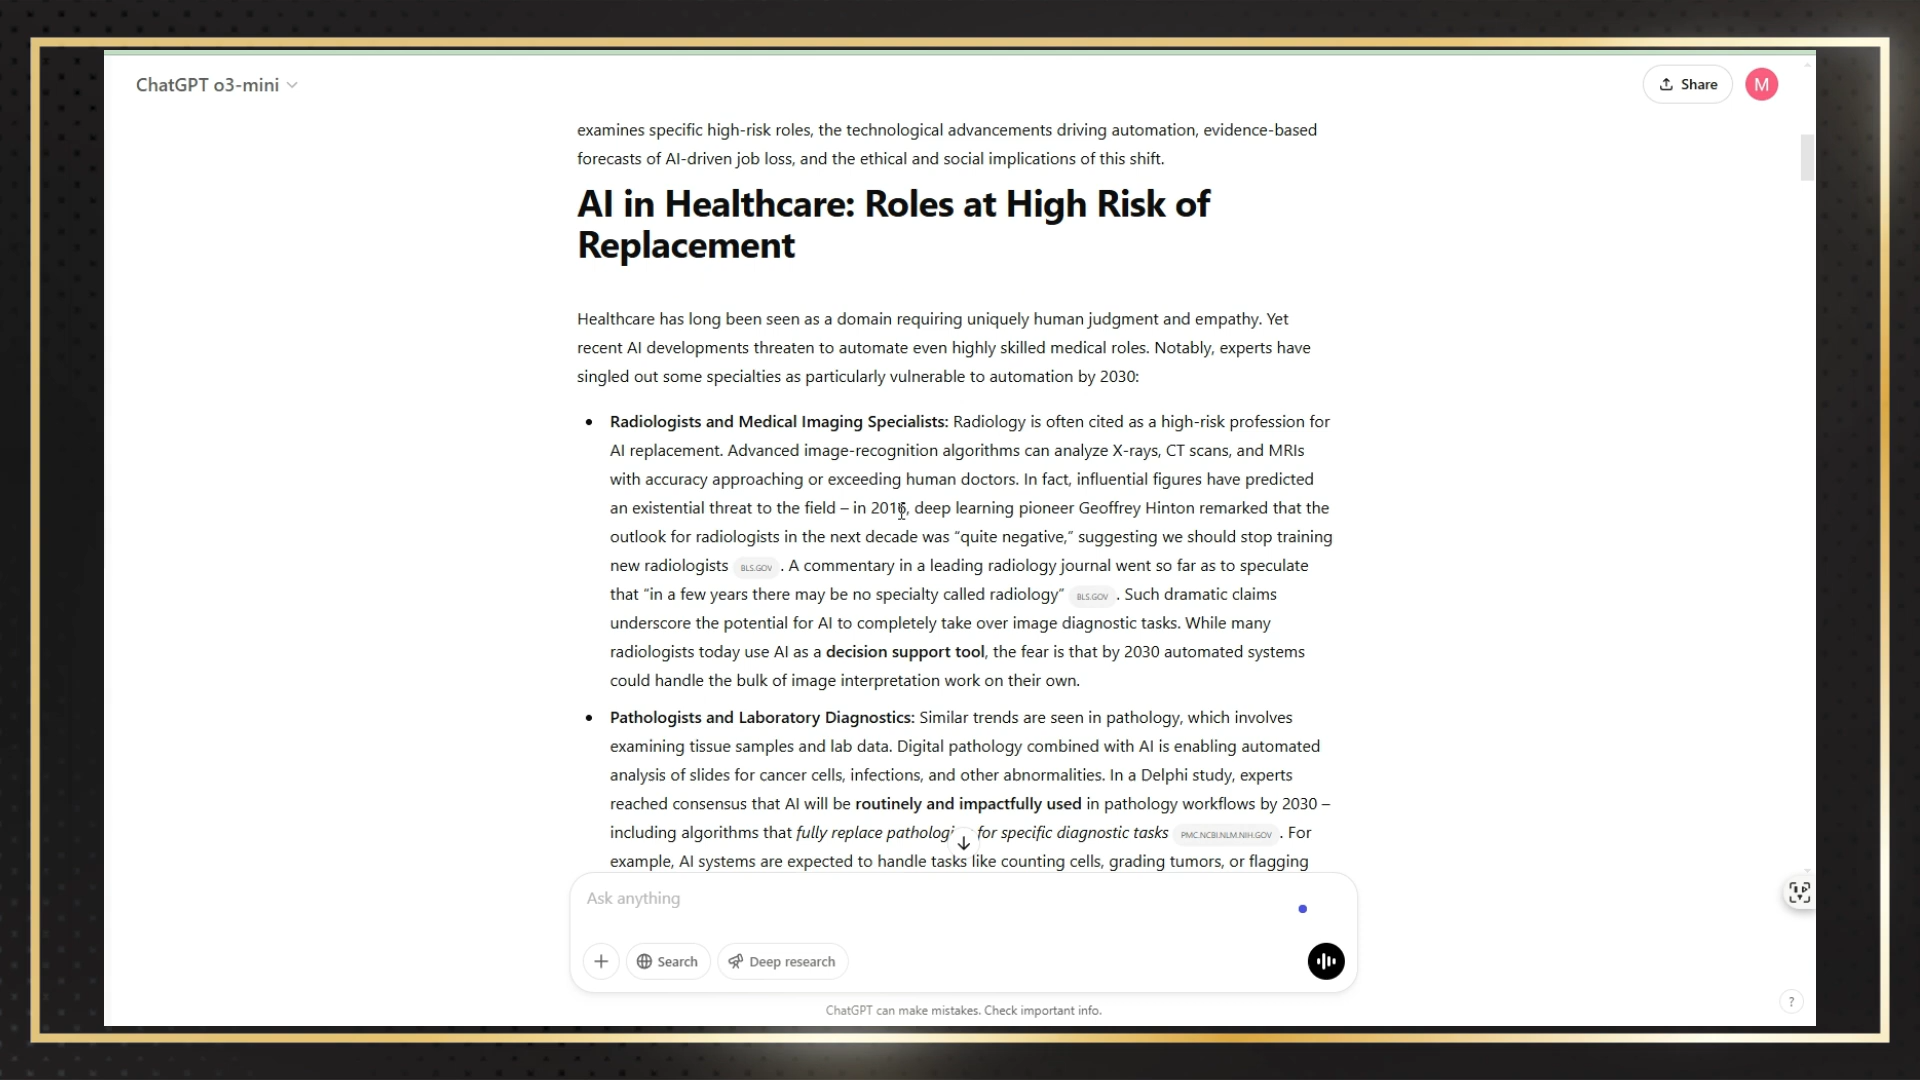 ChatGPT o3-mini
Share
M
examines specific high-risk roles, the technological advancements driving automation, evidence-based
forecasts of AI-driven job loss, and the ethical and social implications of this shift.
AI in Healthcare: Roles at High Risk of
Replacement
Healthcare has long been seen as a domain requiring uniquely human judgment and empathy. Yet
recent AI developments threaten to automate even highly skilled medical roles. Notably, experts have
singled out some specialties as particularly vulnerable to automation by 2030:
• Radiologists and Medical Imaging Specialists: Radiology is often cited as a high-risk profession for
AI replacement. Advanced image-recognition algorithms can analyze X-rays, CT scans, and MRIs
with accuracy approaching or exceeding human doctors. In fact, influential figures have predicted
an existential threat to the field – in 2016, deep learning pioneer Geoffrey Hinton remarked that the
outlook for radiologists in the next decade was “quite negative,” suggesting we should stop training
new radiologists BLS.GOV . A commentary in a leading radiology journal went so far as to speculate
that “in a few years there may be no specialty called radiology” BLS.GOV . Such dramatic claims
underscore the potential for AI to completely take over image diagnostic tasks. While many
radiologists today use AI as a decision support tool, the fear is that by 2030 automated systems
could handle the bulk of image interpretation work on their own.
• Pathologists and Laboratory Diagnostics: Similar trends are seen in pathology, which involves
examining tissue samples and lab data. Digital pathology combined with AI is enabling automated
analysis of slides for cancer cells, infections, and other abnormalities. In a Delphi study, experts
reached consensus that AI will be routinely and impactfully used in pathology workflows by 2030 –
including algorithms that fully replace pathologists for specific diagnostic tasks PMC.NCBI.NLM.NIH.GOV . For
example, AI systems are expected to handle tasks like counting cells, grading tumors, or flagging
Ask anything
Search
Deep research
ChatGPT can make mistakes. Check important info.
?